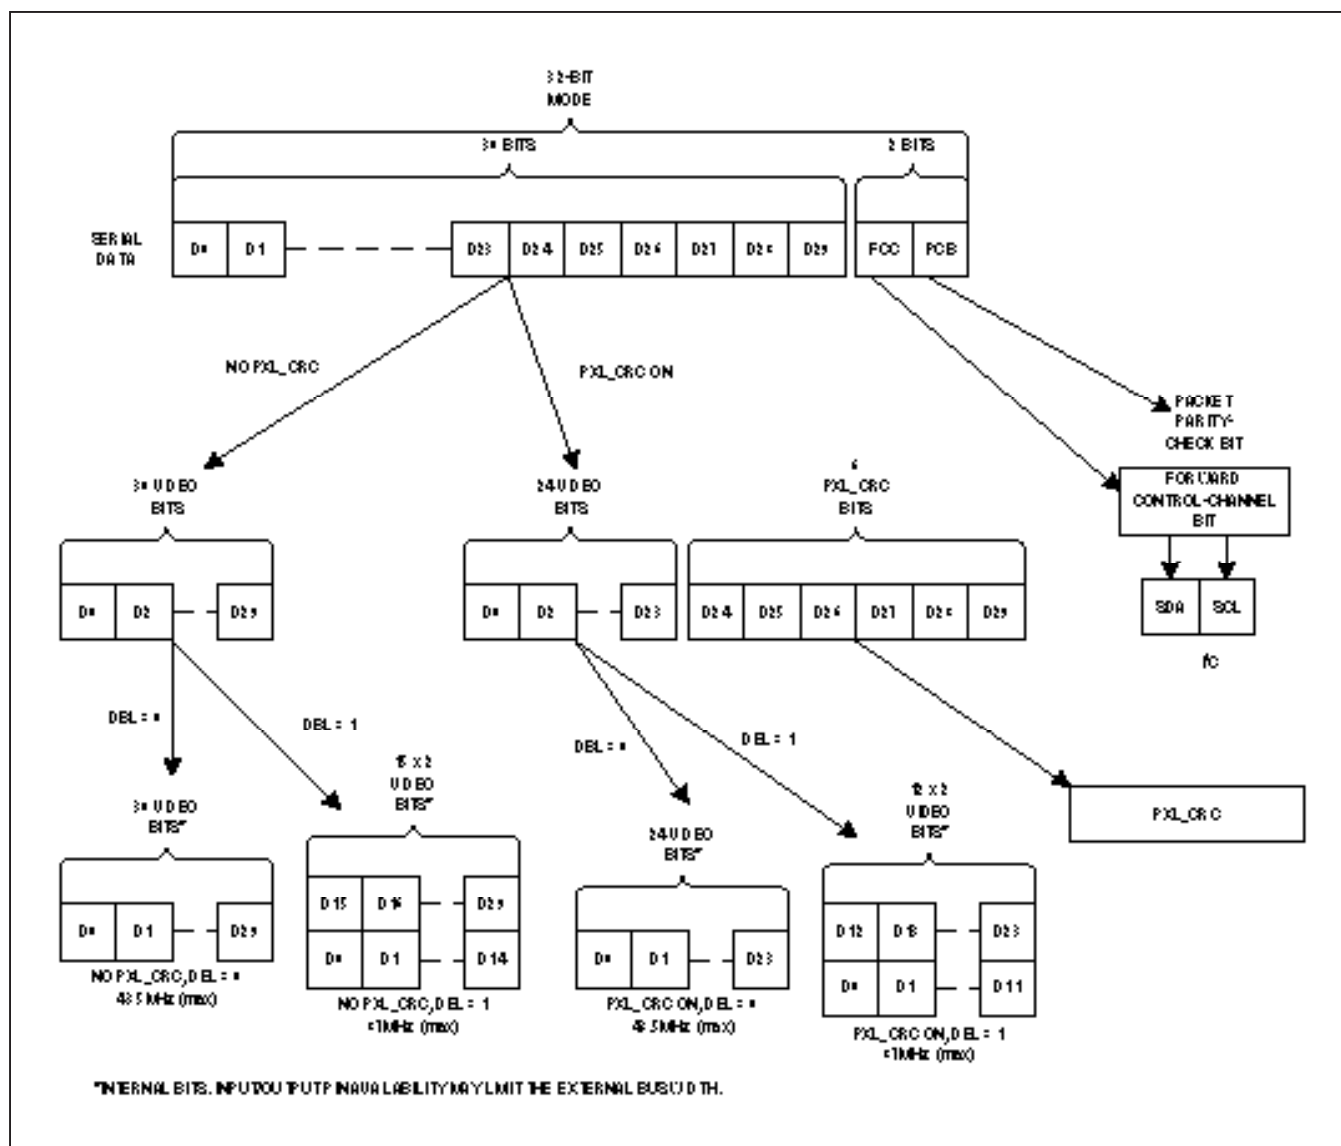 32-BIT
MODE
30 BITS
2 BITS
SERIAL
DATA
D0 D1 D23 D24 D25 D26 D27 D28 D29 FCC PCB
NO PXL_CRC
PXL_CRC ON
PACKET
PARITY-
CHECK BIT
30 VIDEO
BITS
24 VIDEO
BITS
6
PXL_CRC
BITS
FORWARD
CONTROL-CHANNEL
BIT
D0 D2 D29
D0 D2 D23
D24 D25 D26 D27 D28 D29
SDA SCL
I²C
DBL = 0
DBL = 1
DBL = 0
DBL = 1
30 VIDEO
BITS*
15 X 2
VIDEO
BITS*
24 VIDEO
BITS*
12 X 2
VIDEO
BITS*
PXL_CRC
D0 D1 D29
D15 D16 D29
D0 D1 D14
D0 D1 D23
D12 D13 D23
D0 D1 D11
NO PXL_CRC, DBL = 0
43.5MHz (max)
NO PXL_CRC, DBL = 1
87MHz (max)
PXL_CRC ON, DBL = 0
43.5MHz (max)
PXL_CRC ON, DBL = 1
87MHz (max)
*INTERNAL BITS. INPUT/OUTPUT PIN AVAILABILITY MAY LIMIT THE EXTERNAL BUS WIDTH.